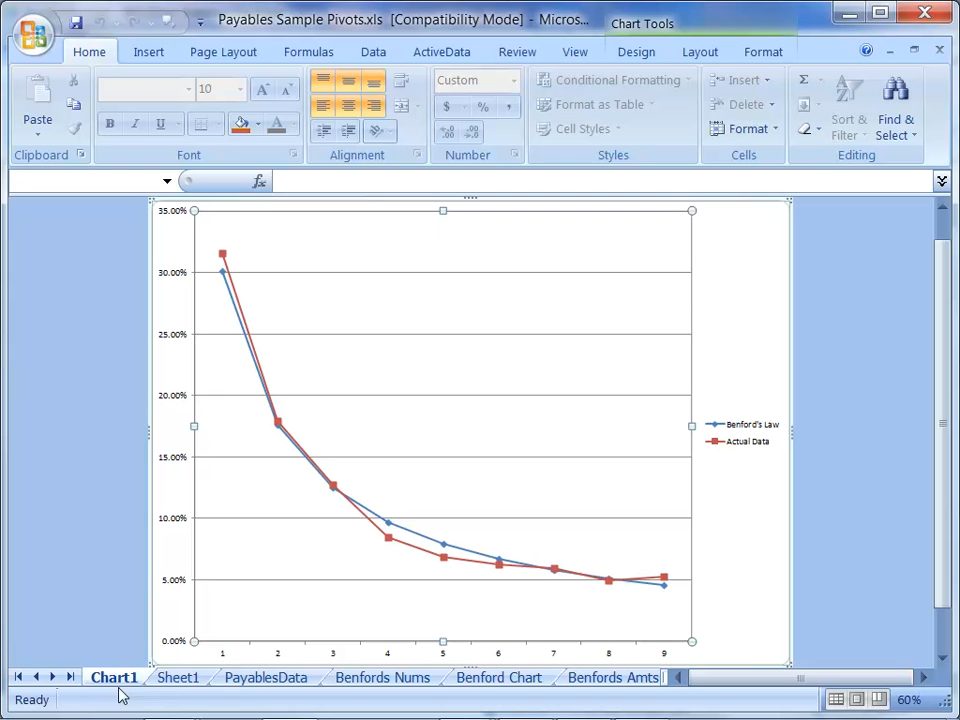 Payables Sample Pivots.xls [Compatibility Mode] - Micros...
Chart Tools
Home Insert Page Layout Formulas Data ActiveData Review View Design Layout Format
Paste
10
B I U
Custom
$ % ,
Conditional Formatting
Format as Table
Cell Styles
Insert
Delete
Format
Σ
Sort & Filter
Find & Select
Clipboard Font Alignment Number Styles Cells Editing
fx
35.00%
30.00%
25.00%
20.00%
15.00%
10.00%
5.00%
0.00%
1 2 3 4 5 6 7 8 9
Benford's Law
Actual Data
Chart1 Sheet1 PayablesData Benfords Nums Benford Chart Benfords Amts
Ready
60%